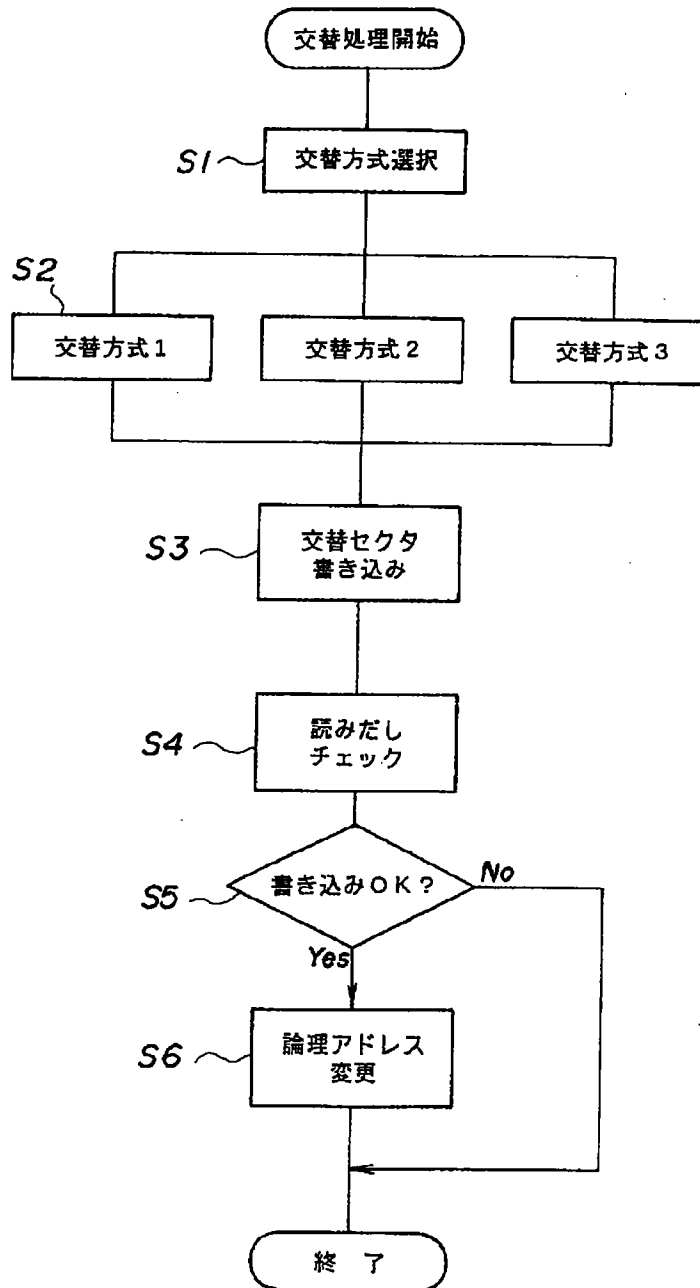 交替処理開始
S1
交替方式選択
S2
交替方式1
交替方式2
交替方式3
S3
交替セクタ
書き込み
S4
読みだし
チェック
S5
書き込みOK?
No
Yes
S6
論理アドレス
変更
終 了